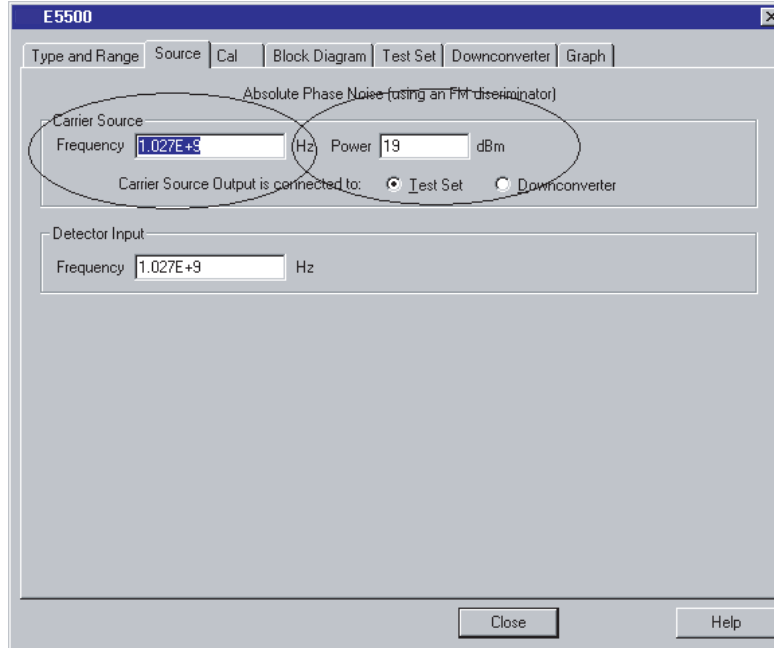 E5500
Type and Range Source Cal Block Diagram Test Set Downconverter Graph
Absolute Phase Noise (using an FM discriminator)
Carrier Source
Frequency 1.027E+9 Hz Power 19 dBm
Carrier Source Output is connected to: Test Set Downconverter
Detector Input
Frequency 1.027E+9 Hz
Close Help